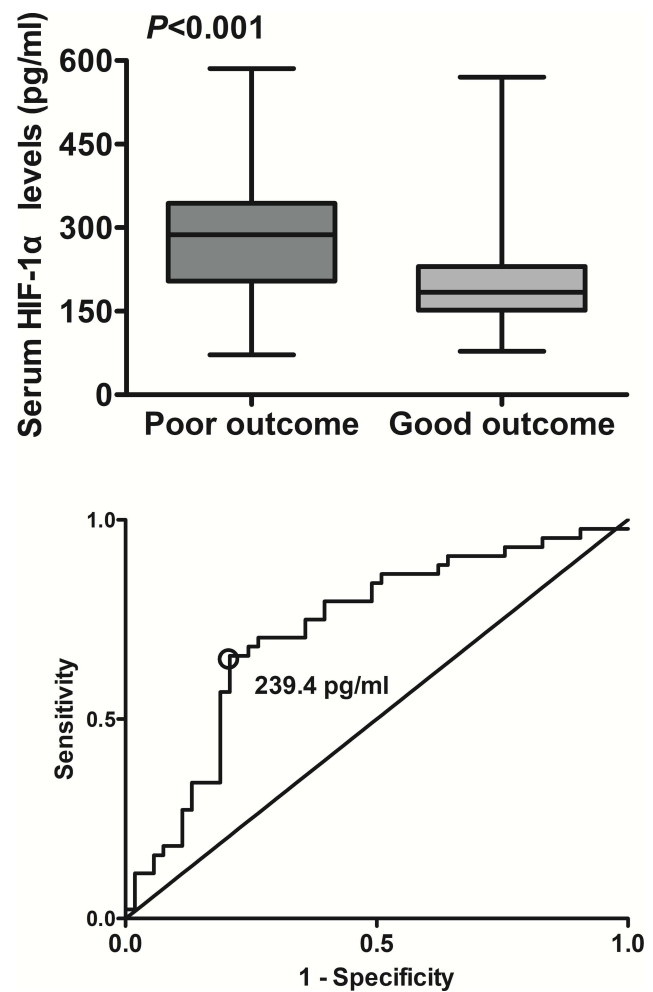 P<0.001
Serum HIF-1α levels (pg/ml)
600
450
300
150
0
Poor outcome Good outcome
1.0
0.5
0.0
Sensitivity
239.4 pg/ml
0.0 0.5 1.0
1 - Specificity